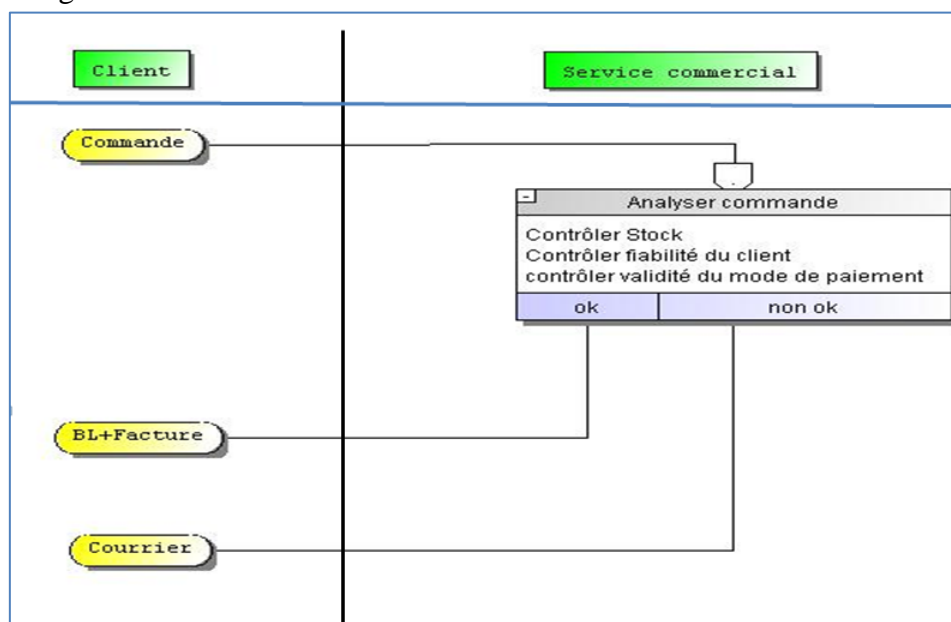 Client
Service commercial
Commande
Analyser commande
Contrôler Stock
Contrôler fiabilité du client
contrôler validité du mode de paiement
ok
non ok
BL+Facture
Courrier